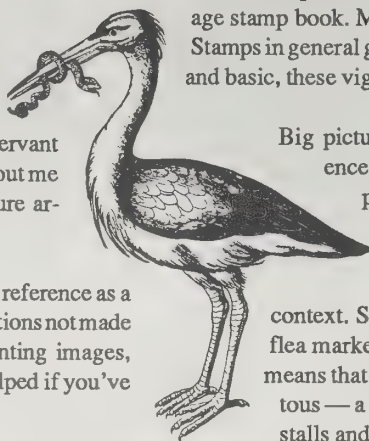 age stamp book. M
Stamps in general g
and basic, these vig
ervant
out me
ure ar-
reference as a
tions not made
nting images,
lped if you've
Big pictu
ence
context. S
flea marke
means that
tous — a
stalls and